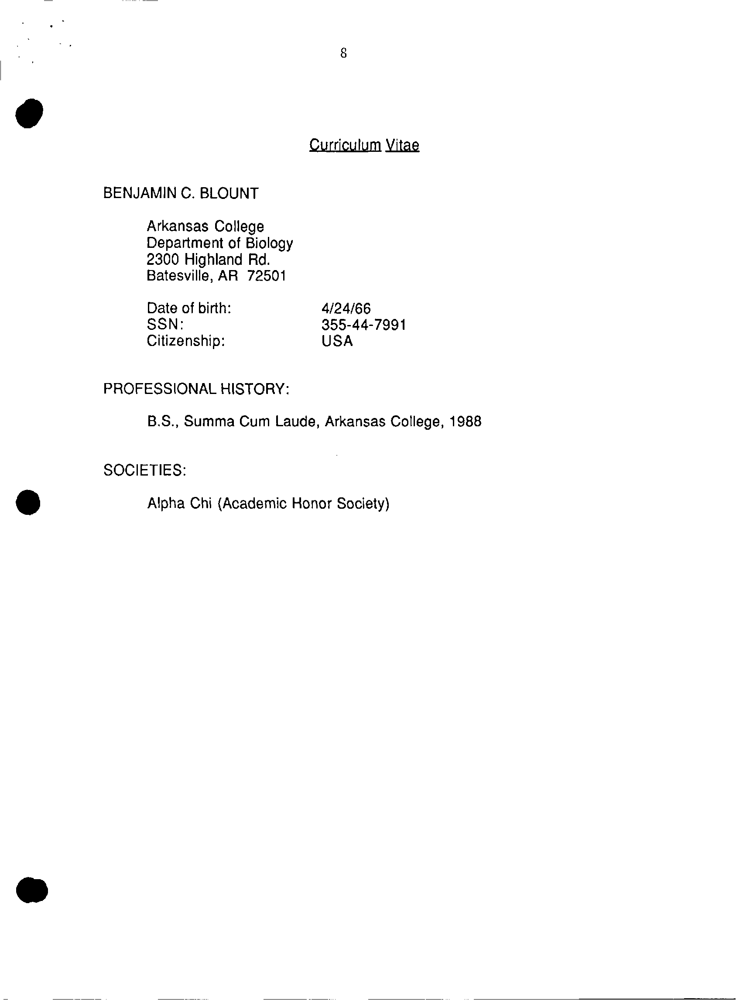 8
Curriculum Vitae
BENJAMIN C. BLOUNT
Arkansas College
Department of Biology
2300 Highland Rd.
Batesville, AR 72501
Date of birth: 4/24/66
SSN: 355-44-7991
Citizenship: USA
PROFESSIONAL HISTORY:
B.S., Summa Cum Laude, Arkansas College, 1988
SOCIETIES:
Alpha Chi (Academic Honor Society)